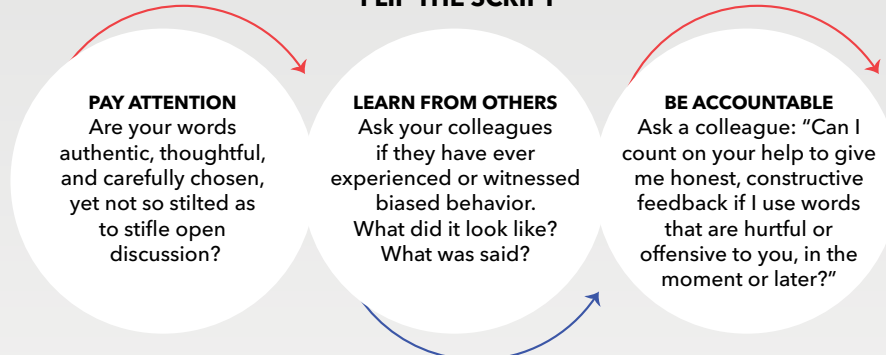 FLIP THE SCRIPT
PAY ATTENTION
Are your words
authentic, thoughtful,
and carefully chosen,
yet not so stilted as
to stifle open
discussion?
LEARN FROM OTHERS
Ask your colleagues
if they have ever
experienced or witnessed
biased behavior.
What did it look like?
What was said?
BE ACCOUNTABLE
Ask a colleague: “Can I
count on your help to give
me honest, constructive
feedback if I use words
that are hurtful or
offensive to you, in the
moment or later?”